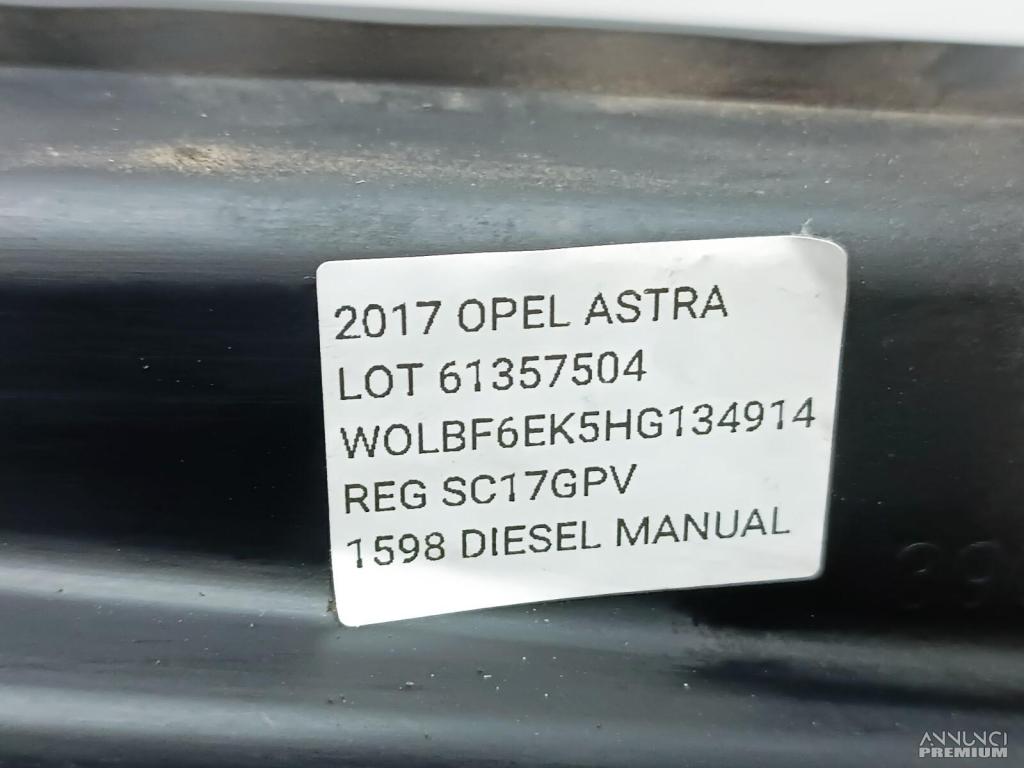 2017 OPEL ASTRA
LOT 61357504
WOLBF6EK5HG134914
REG SC17GPV
1598 DIESEL MANUAL
ANNUNCI
PREMIUM